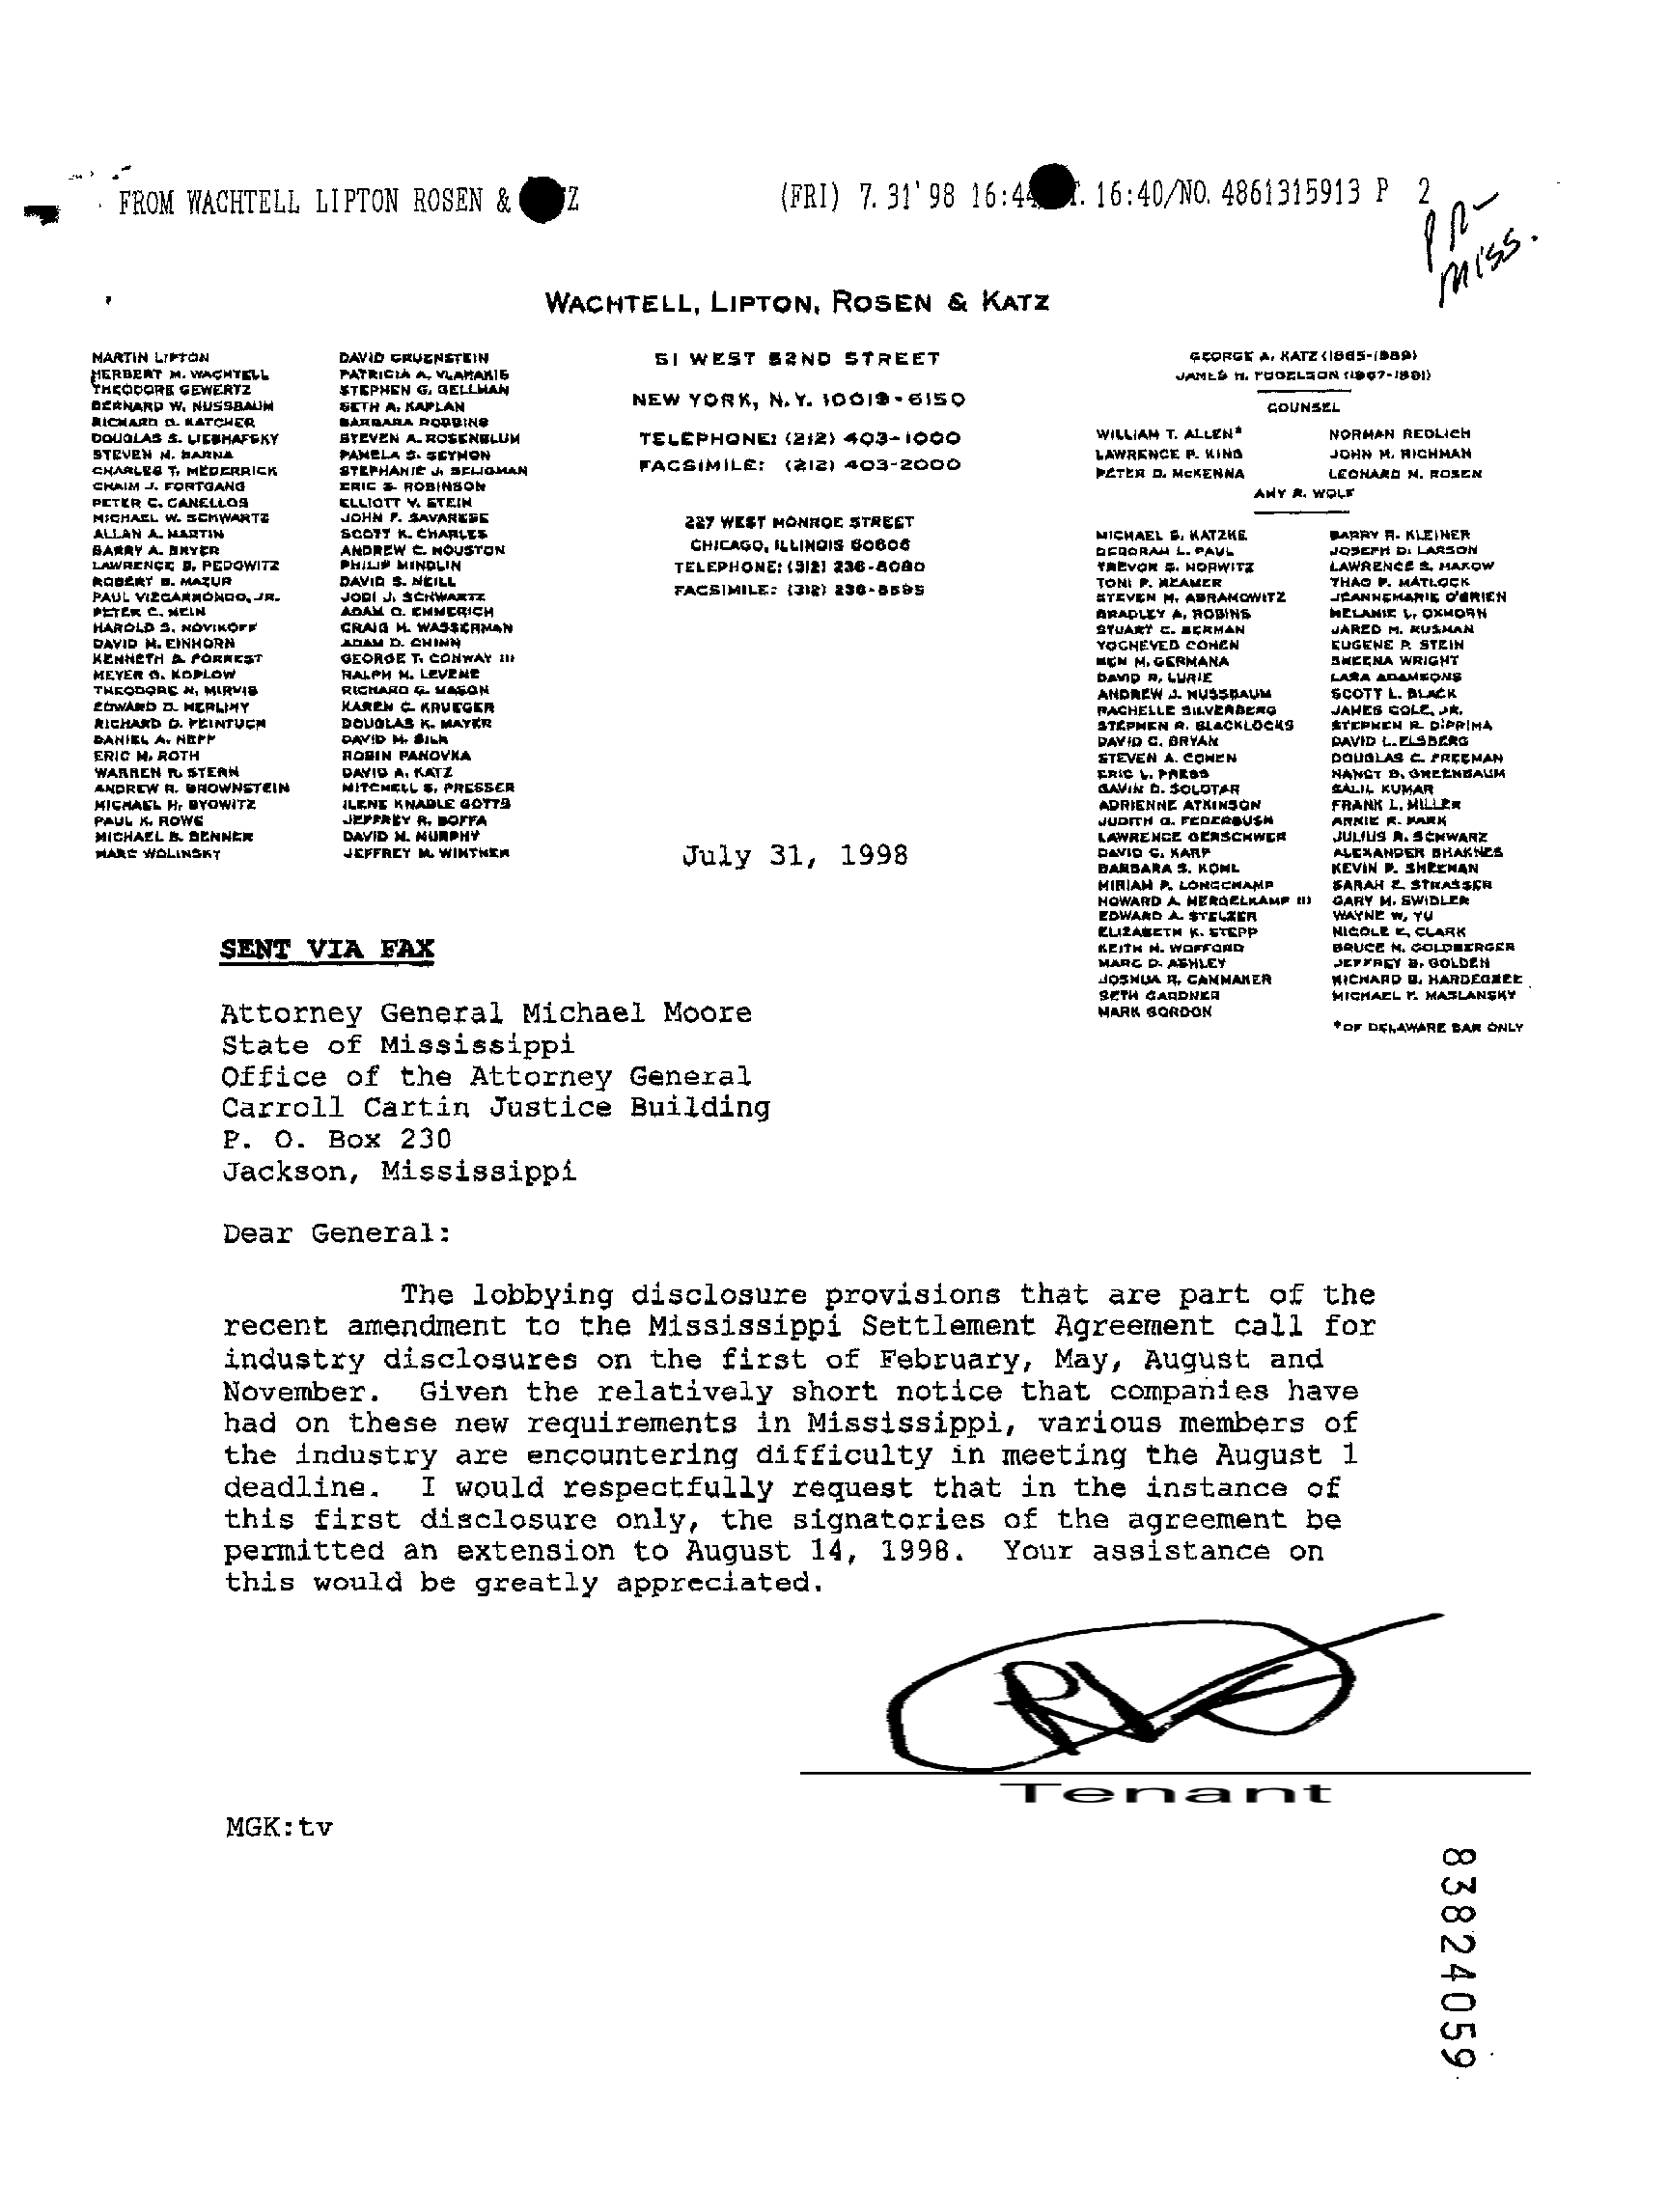 FROM WACHTELL LIPTON ROSEN & Z
(FRI) 7. 31' 98 16:44 16:40/NO. 4861315913 P 2
Miss.
WACHTELL, LIPTON, ROSEN & KATZ
MARTIN LIPTON
HERBERT M. WACHTELL
THEODORE GEWERTZ
BERNARD W. NUSSBAUM
RICHARD D. KATCHER
DOUGLAS S. LIEBHAFSKY
STEVEN M. BARNA
CHARLES T. MEDERRICK
CHAIM J. FORTGANG
PETER C. CANELLOS
MICHAEL W. SCHWARTZ
ALLAN A. MARTIN
BARRY A. BRYER
LAWRENCE B. PEDOWITZ
ROBERT B. MAZUR
PAUL VIZCARRONDO, JR.
PETER C. HEIN
HAROLD S. NOVIKOFF
DAVID M. EINHORN
KENNETH B. FORREST
MEYER G. KOPLOW
THEODORE N. MIRVIS
EDWARD D. HERLIHY
RICHARD D. FEINTUCH
DANIEL A. NEFF
ERIC M. ROTH
WARREN R. STERN
ANDREW R. BROWNSTEIN
MICHAEL H. BYOWITZ
PAUL K. ROWE
MICHAEL B. BENNER
MARC WOLINSKY
DAVID GRUENSTEIN
PATRICIA A. VLAHAKIS
STEPHEN G. GELLMAN
SETH A. KAPLAN
BARBARA ROBBINS
STEVEN A. ROSENBLUM
PAMELA S. SEYMON
STEPHANIE J. SELIGMAN
ERIC S. ROBINSON
ELLIOTT V. STEIN
JOHN F. SAVARESE
SCOTT K. CHARLES
ANDREW C. HOUSTON
PHILIP MINDLIN
DAVID S. NEILL
JODI J. SCHWARTZ
ADAM O. EMMERICH
CRAIG M. WASSERMAN
ADAM D. CHINN
GEORGE T. CONWAY III
RALPH M. LEVENE
RICHARD G. MASON
KAREN G. KRUEGER
DOUGLAS K. MAYER
DAVID M. SILK
ROBIN PANOVKA
DAVID A. KATZ
MITCHELL S. PRESSER
ILENE KNABLE GOTTS
JEFFREY R. BOFFA
DAVID M. MURPHY
JEFFREY M. WINTNER
51 WEST 52ND STREET
NEW YORK, N.Y. 10019-6150
TELEPHONE: (212) 403-1000
FACSIMILE: (212) 403-2000
227 WEST MONROE STREET
CHICAGO, ILLINOIS 60606
TELEPHONE: (312) 236-8080
FACSIMILE: (312) 236-8595
GEORGE A. KATZ (1965-1989)
JAMES H. FOGELSON (1967-1991)
COUNSEL
WILLIAM T. ALLEN*
LAWRENCE P. KING
PETER D. McKENNA
NORMAN REDLICH
JOHN M. RICHMAN
LEONARD M. ROSEN
AMY R. WOLF
MICHAEL G. KATZKE
DEBORAH L. PAUL
TREVOR S. NORWITZ
TONI P. REAMER
STEVEN M. ABRAMOWITZ
BRADLEY A. ROBINS
STUART C. BERMAN
YOCHEVED COHEN
BEN M. GERMANA
DAVID R. LURIE
ANDREW J. NUSSBAUM
RACHELLE SILVERBERG
STEPHEN R. BLACKLOCKS
DAVID C. BRYAN
STEVEN A. COHEN
ERIC L. PRESS
GAVIN D. SOLOTAR
ADRIENNE ATKINSON
JUDITH G. FEDERBUSH
LAWRENCE GERSCHWER
DAVID C. KARP
BARBARA S. KOHL
MIRIAM P. LONGCHAMP
HOWARD A. MERGELKAMP III
EDWARD A. STELZER
ELIZABETH K. STEPP
KEITH H. WOFFORD
MARC D. ASHLEY
JOSHUA R. CAMMAKER
SETH GARDNER
MARK GORDON
BARRY R. KLEINER
JOSEPH D. LARSON
LAWRENCE S. MAKOW
THAD P. MATLOCK
JEANNEMARIE O'BRIEN
MELANIE L. OXHORN
JARED M. RUSMAN
EUGENE P. STEIN
SHEENA WRIGHT
LARA ADAMSONS
SCOTT L. BLACK
JAMES COLE, JR.
STEPHEN R. DiPRIMA
DAVID L. ELSBERG
DOUGLAS C. FREEMAN
NANCY B. GREENBAUM
SALIL KUMAR
FRANK L. MILLER
ANNIE R. PARK
JULIUS R. SCHWARZ
ALEXANDER SHAKNES
KEVIN P. SHEEHAN
SARAH E. STRASSER
GARY M. SWIDLER
WAYNE W. YU
NICOLE E. CLARK
BRUCE N. GOLDBERGER
JEFFREY B. GOLDEN
RICHARD B. HARDEGREE
MICHAEL P. MASLANSKY
*OF DELAWARE BAR ONLY
July 31, 1998
SENT VIA FAX
Attorney General Michael Moore
State of Mississippi
Office of the Attorney General
Carroll Cartin Justice Building
P. O. Box 230
Jackson, Mississippi
Dear General:
The lobbying disclosure provisions that are part of the
recent amendment to the Mississippi Settlement Agreement call for
industry disclosures on the first of February, May, August and
November. Given the relatively short notice that companies have
had on these new requirements in Mississippi, various members of
the industry are encountering difficulty in meeting the August 1
deadline. I would respectfully request that in the instance of
this first disclosure only, the signatories of the agreement be
permitted an extension to August 14, 1998. Your assistance on
this would be greatly appreciated.
Tenant
MGK:tv
83824059